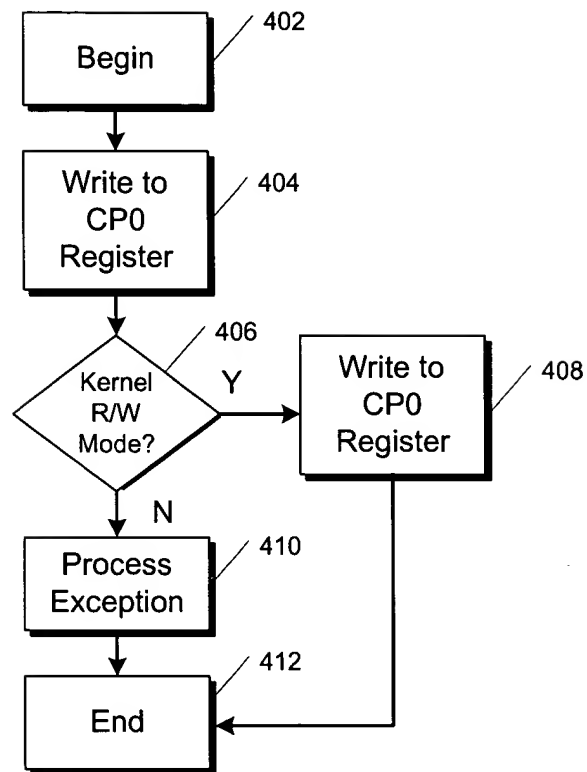 Begin
402
Write to
CP0
Register
404
Kernel
R/W
Mode?
406
Y
Write to
CP0
Register
408
N
Process
Exception
410
End
412